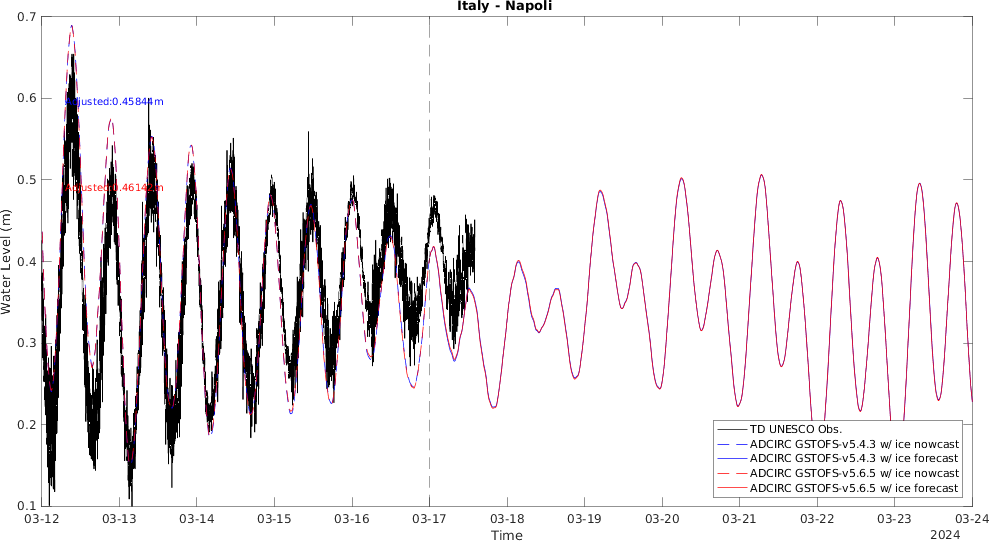 Italy - Napoli
0.7
0.6
0.5
0.4
0.3
0.2
0.1
Water Level (m)
Adjusted:0.45844m
Adjusted:0.46142m
TD UNESCO Obs.
ADCIRC GSTOFS-v5.4.3 w/ ice nowcast
ADCIRC GSTOFS-v5.4.3 w/ ice forecast
ADCIRC GSTOFS-v5.6.5 w/ ice nowcast
ADCIRC GSTOFS-v5.6.5 w/ ice forecast
03-12 03-13 03-14 03-15 03-16 03-17 03-18 03-19 03-20 03-21 03-22 03-23 03-24
Time
2024